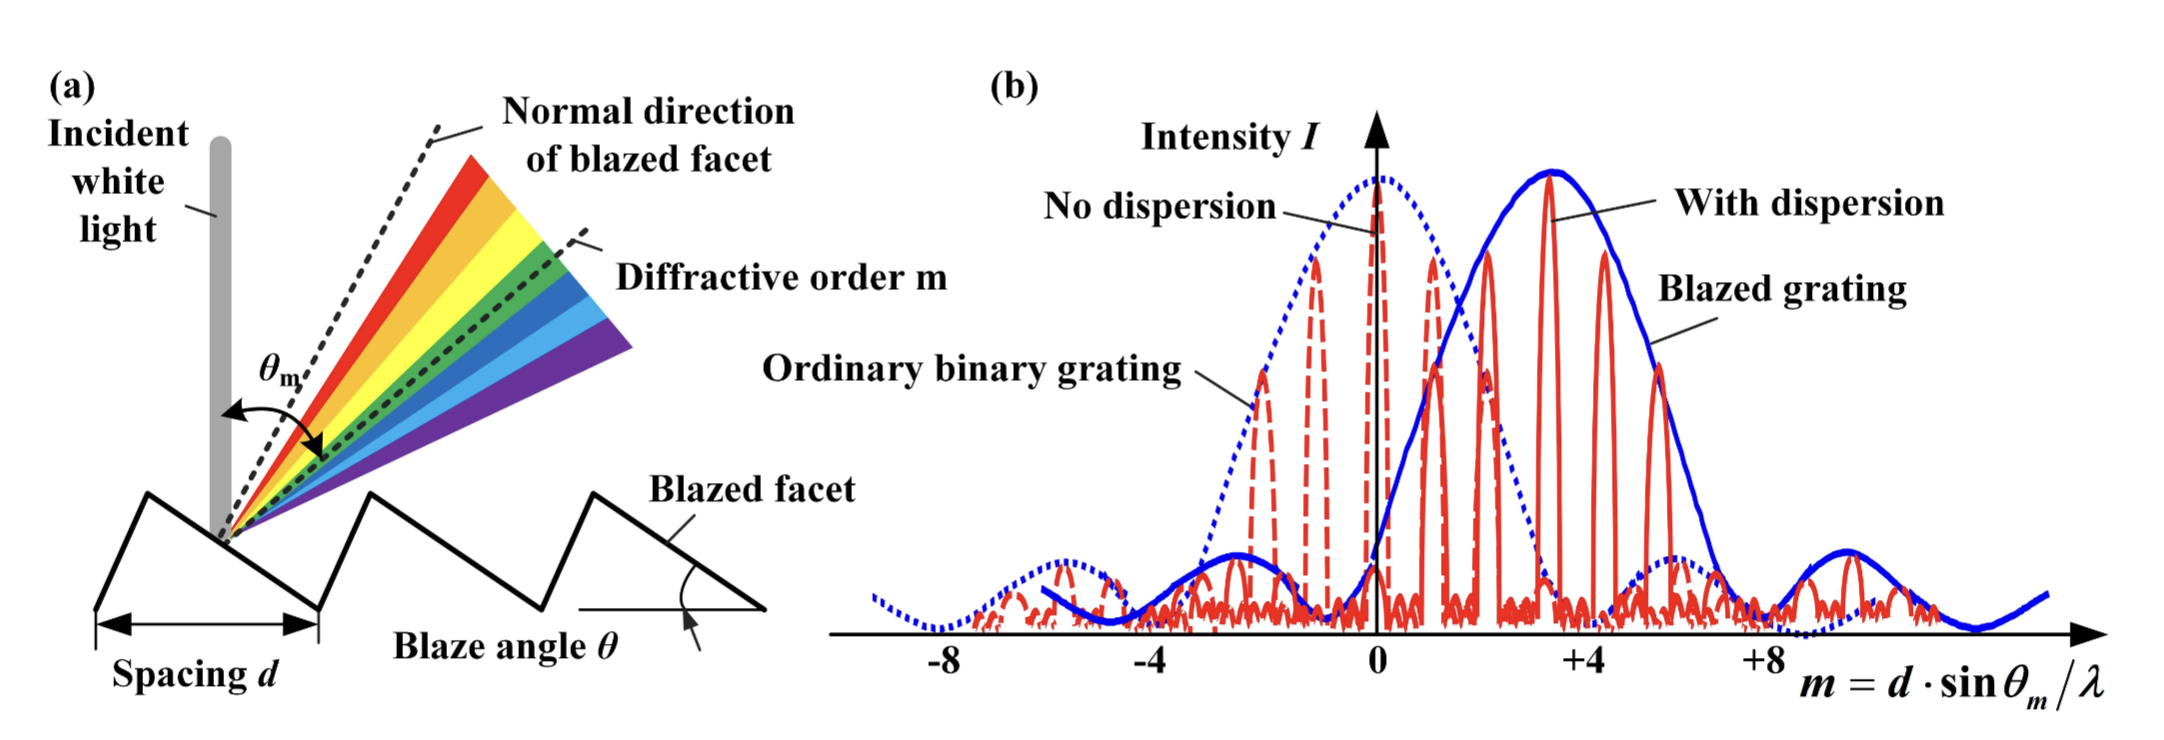 (a)
Incident
white
light
Normal direction
of blazed facet
Diffractive order m
θm
Blazed facet
Blaze angle θ
Spacing d
(b)
Intensity I
No dispersion
With dispersion
Blazed grating
Ordinary binary grating
-8 -4 0 +4 +8
m = d · sin θm / λ